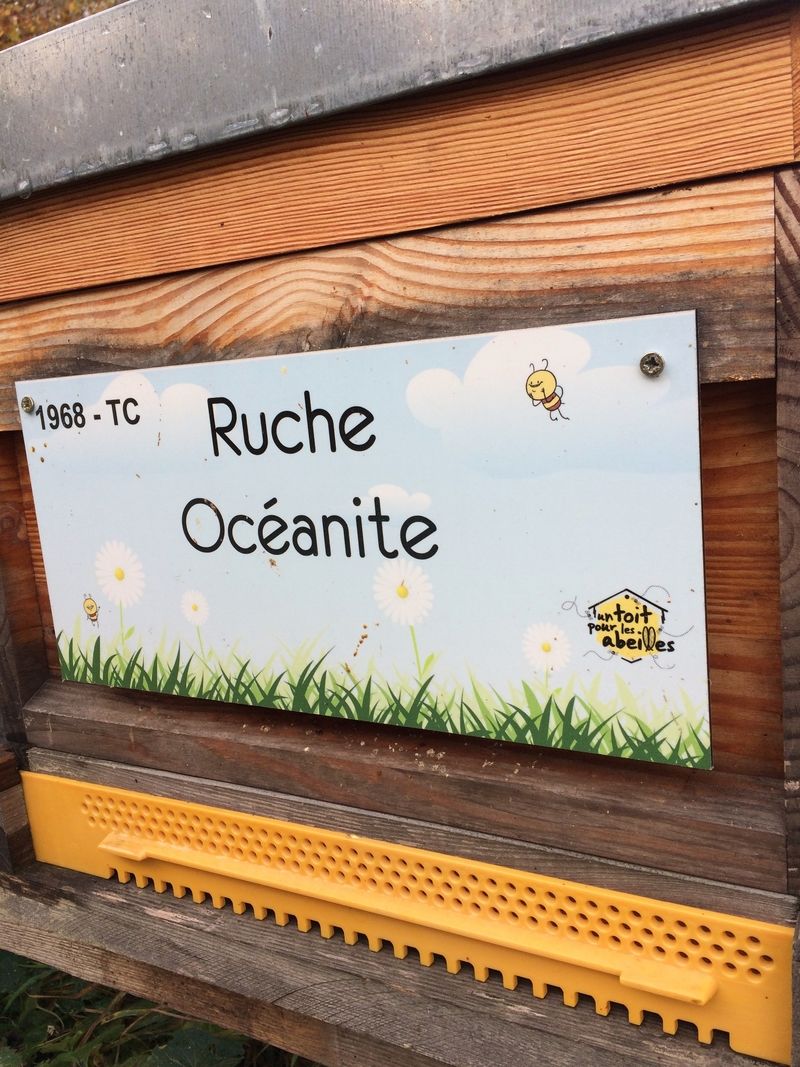 1968 - TC
Ruche
Océanite
un toit
pour les
abeilles